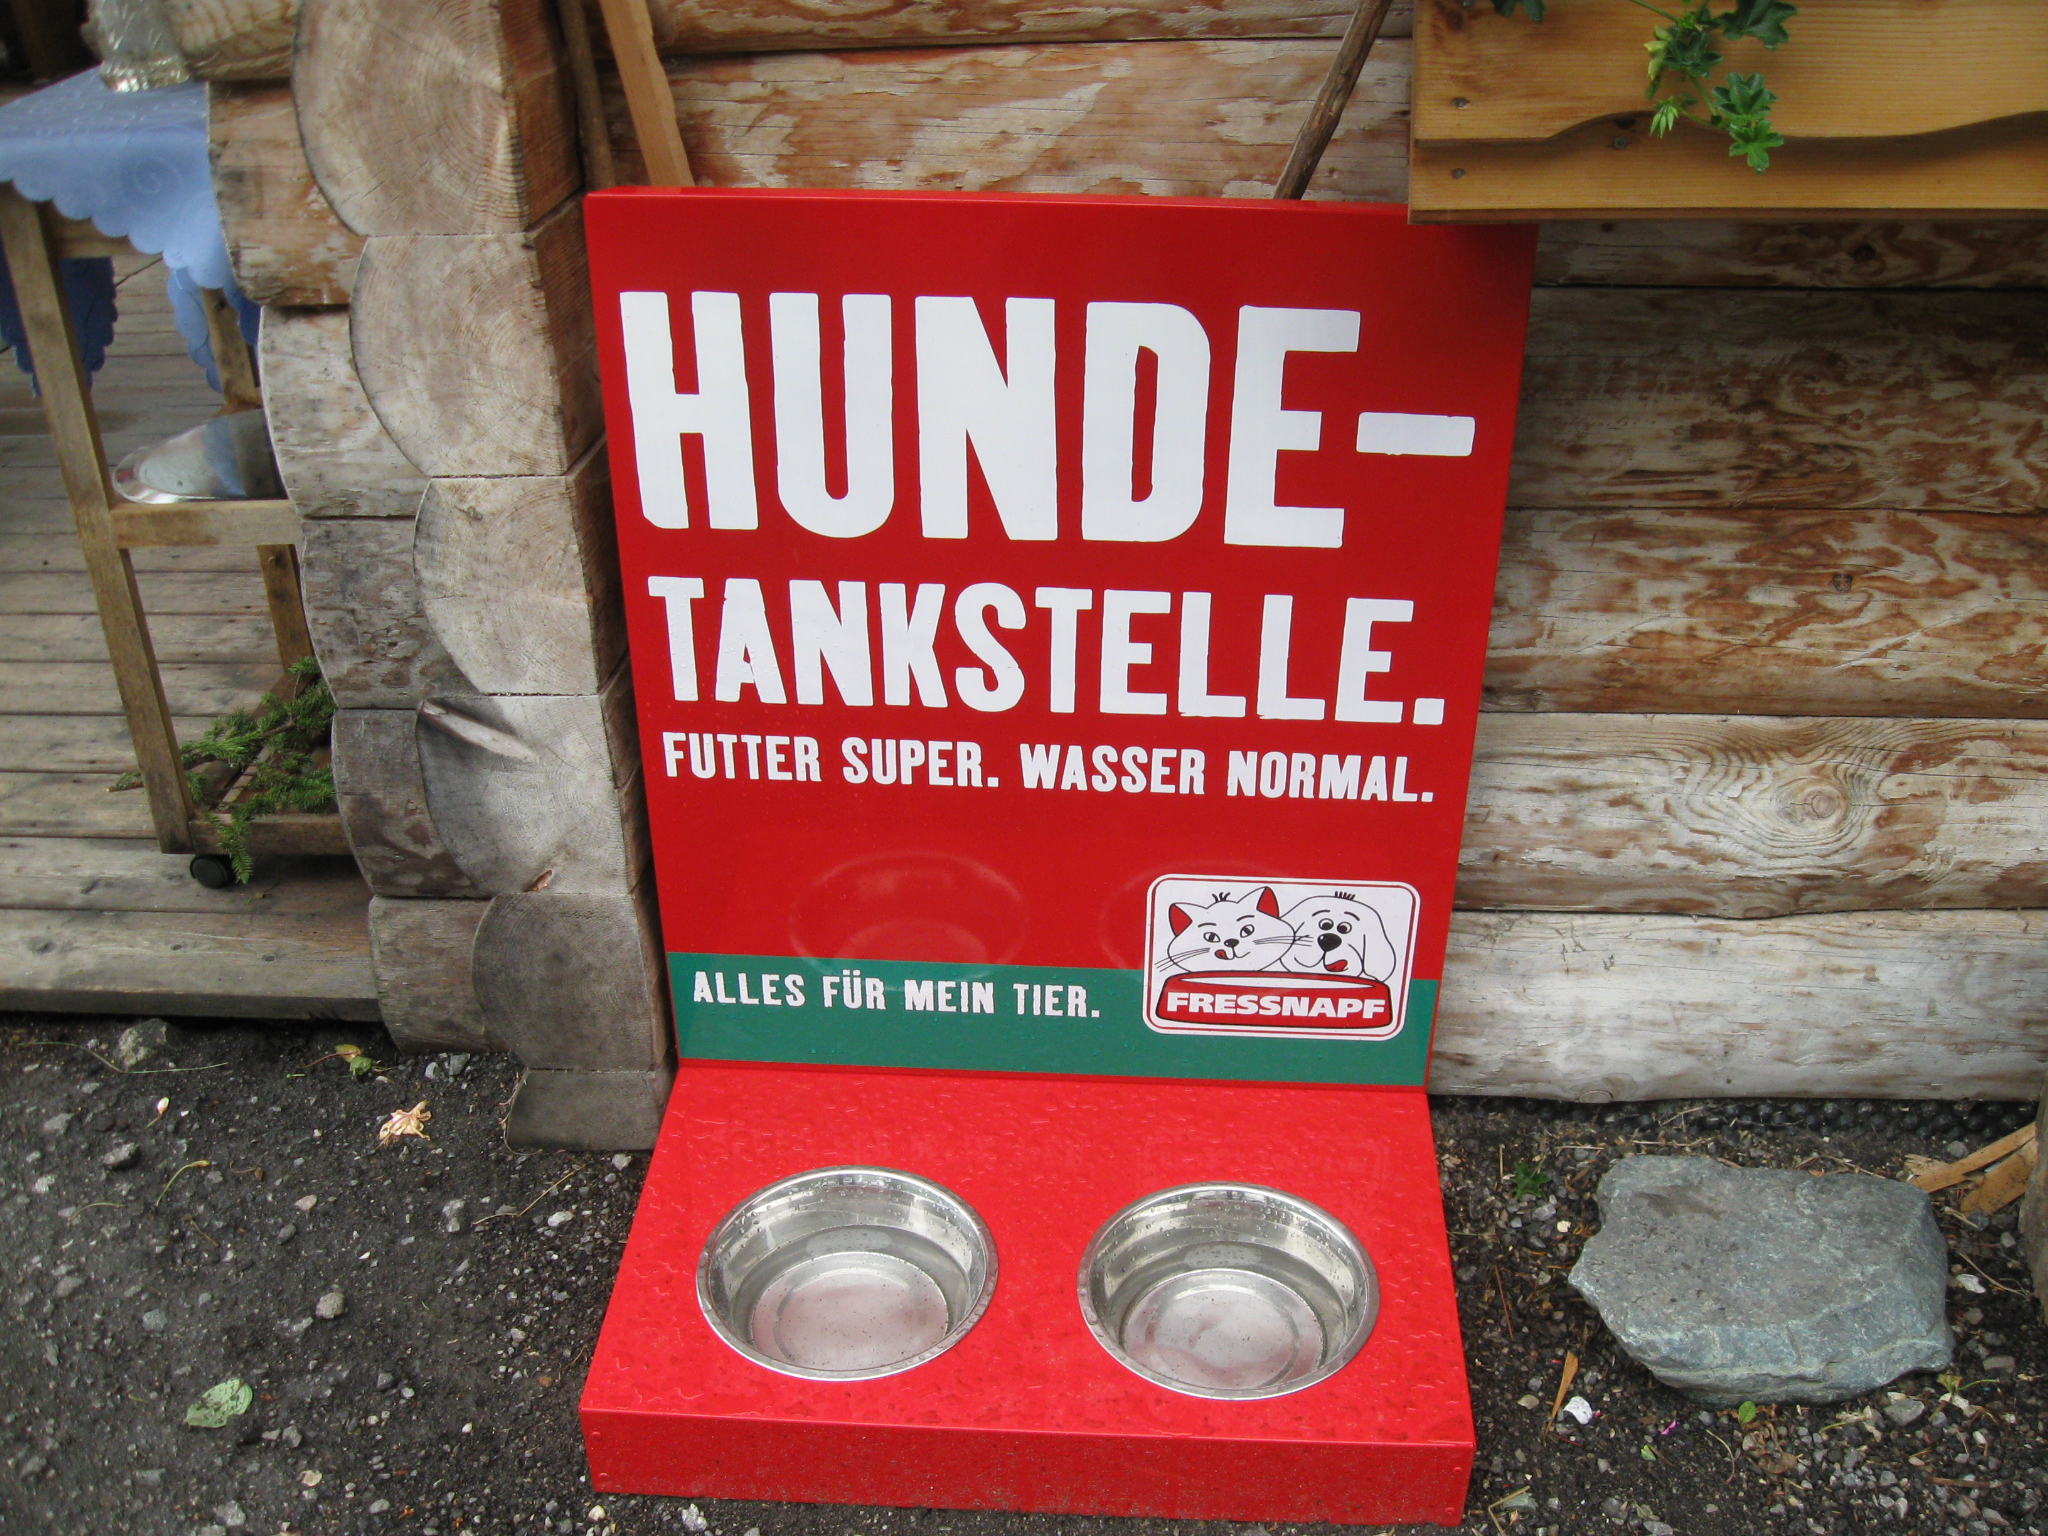 HUNDE-
TANKSTELLE.
FUTTER SUPER. WASSER NORMAL.
ALLES FÜR MEIN TIER.
FRESSNAPF